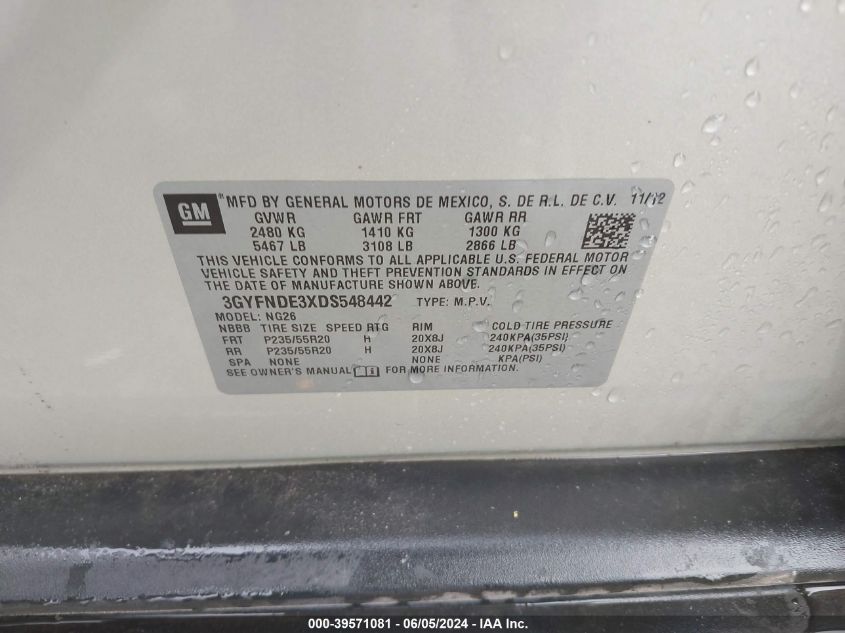 GM ®MFD BY GENERAL MOTORS DE MEXICO, S. DE R.L. DE C.V. 11/12
GVWR GAWR FRT GAWR RR
2480 KG 1410 KG 1300 KG
5467 LB 3108 LB 2866 LB
THIS VEHICLE CONFORMS TO ALL APPLICABLE U.S. FEDERAL MOTOR
VEHICLE SAFETY AND THEFT PREVENTION STANDARDS IN EFFECT ON
THE DATE OF MANUFACTURE SHOWN ABOVE.
3GYFNDE3XDS548442 TYPE: M.P.V.
MODEL: NG26
NBBB TIRE SIZE SPEED RTG RIM COLD TIRE PRESSURE
FRT P235/55R20 H 20X8J 240KPA(35PSI)
RR P235/55R20 H 20X8J 240KPA(35PSI)
SPA NONE NONE KPA(PSI)
SEE OWNER'S MANUAL i FOR MORE INFORMATION.
000-39571081 - 06/05/2024 - © IAA Inc.